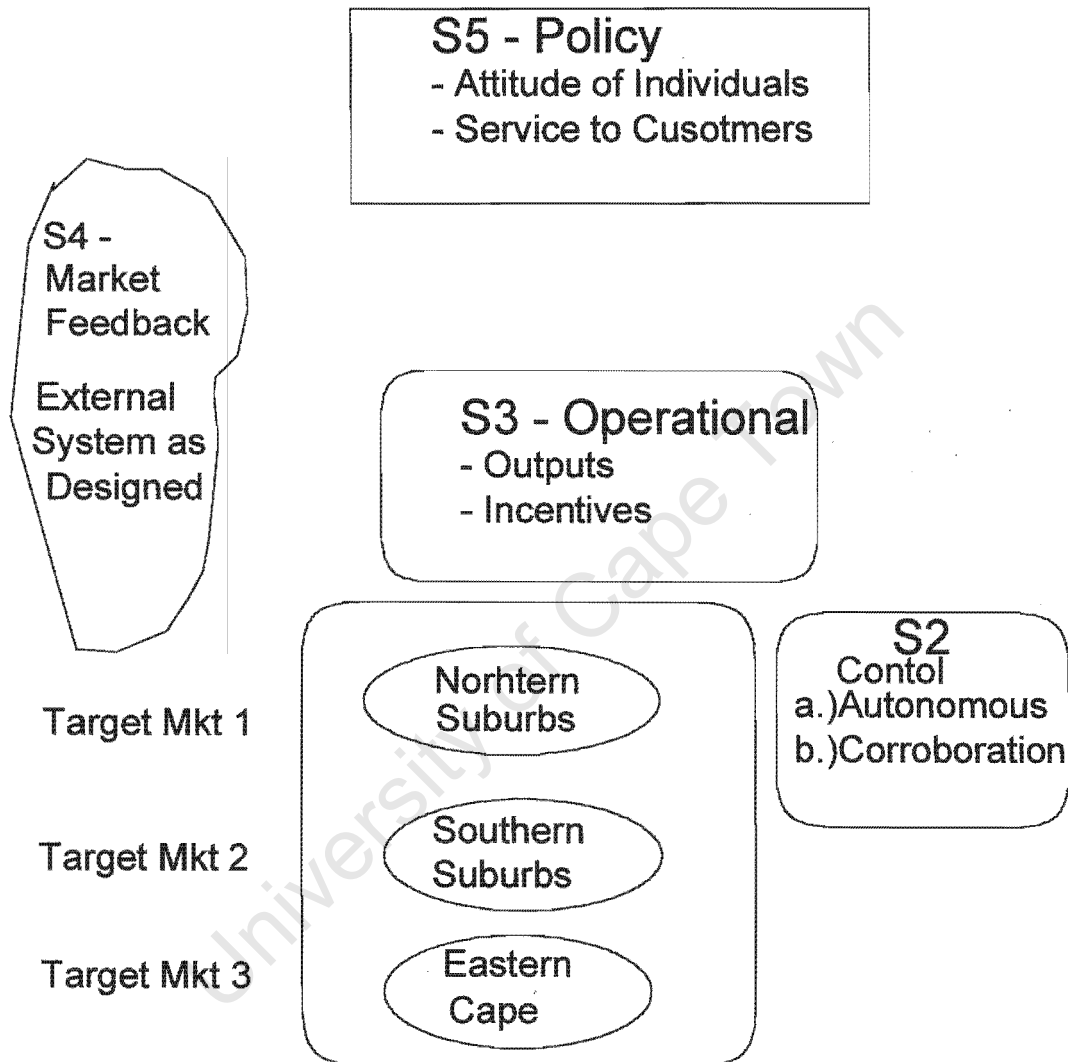 S5 - Policy
- Attitude of Individuals
- Service to Cusotmers
S4 -
Market
Feedback
External
System as
Designed
S3 - Operational
- Outputs
- Incentives
S2
Contol
a.)Autonomous
b.)Corroboration
Target Mkt 1
Norhtern
Suburbs
Target Mkt 2
Southern
Suburbs
Target Mkt 3
Eastern
Cape
University of Cape Town